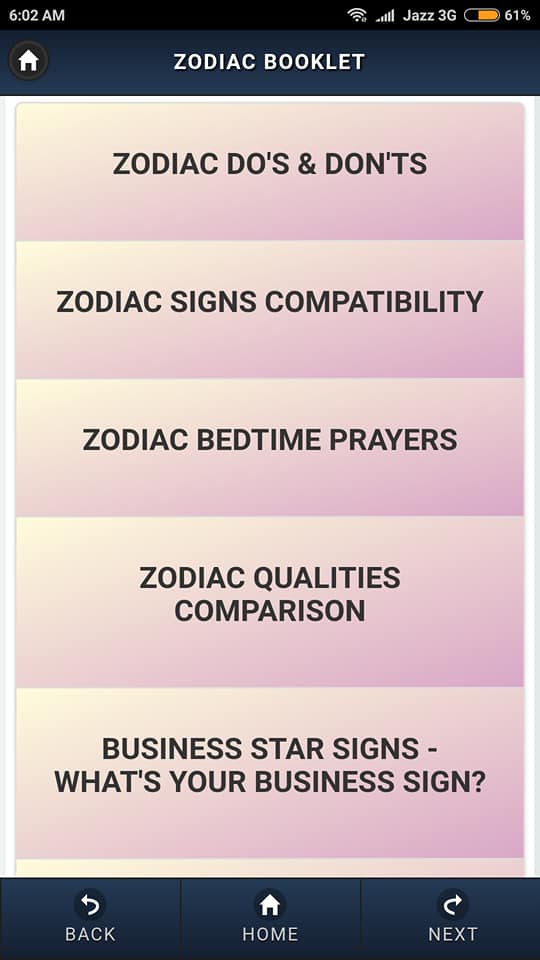 6:02 AM Jazz 3G 61%
ZODIAC BOOKLET
ZODIAC DO'S & DON'TS
ZODIAC SIGNS COMPATIBILITY
ZODIAC BEDTIME PRAYERS
ZODIAC QUALITIES
COMPARISON
BUSINESS STAR SIGNS -
WHAT'S YOUR BUSINESS SIGN?
BACK HOME NEXT